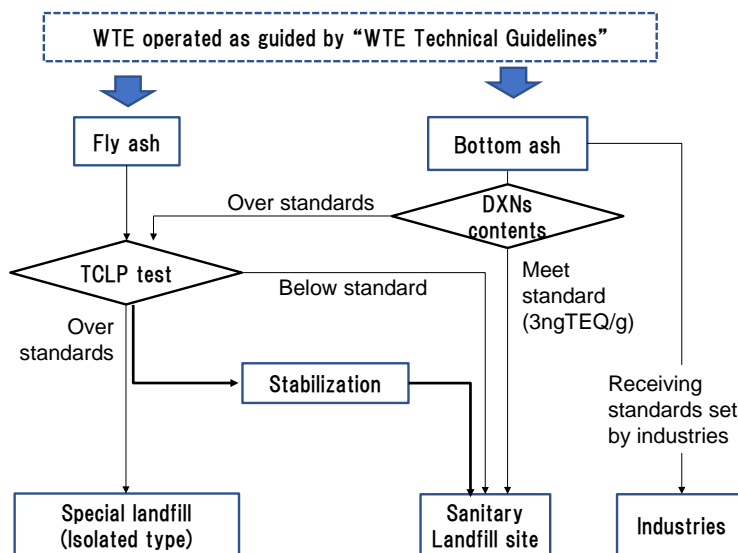 WTE operated as guided by “WTE Technical Guidelines”
Fly ash
Bottom ash
Over standards
DXNs
contents
TCLP test
Below standard
Meet
standard
(3ngTEQ/g)
Over
standards
Stabilization
Receiving
standards set
by industries
Special landfill
(Isolated type)
Sanitary
Landfill site
Industries